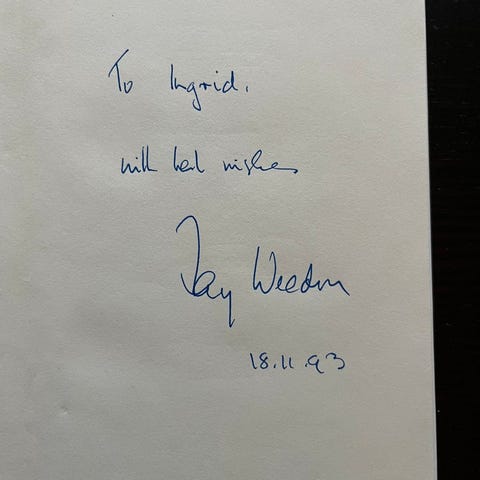 To Ingrid,
with best wishes
Jay Weedon
18.11.93